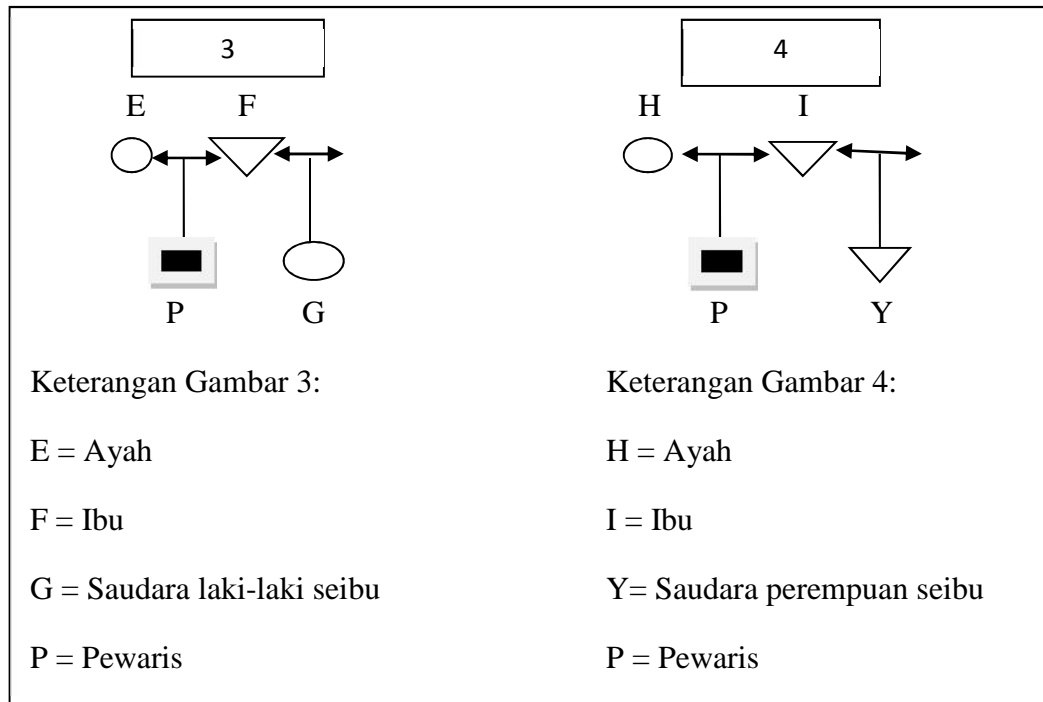 3
E F
P G
Keterangan Gambar 3:
E = Ayah
F = Ibu
G = Saudara laki-laki seibu
P = Pewaris
4
H I
P Y
Keterangan Gambar 4:
H = Ayah
I = Ibu
Y= Saudara perempuan seibu
P = Pewaris